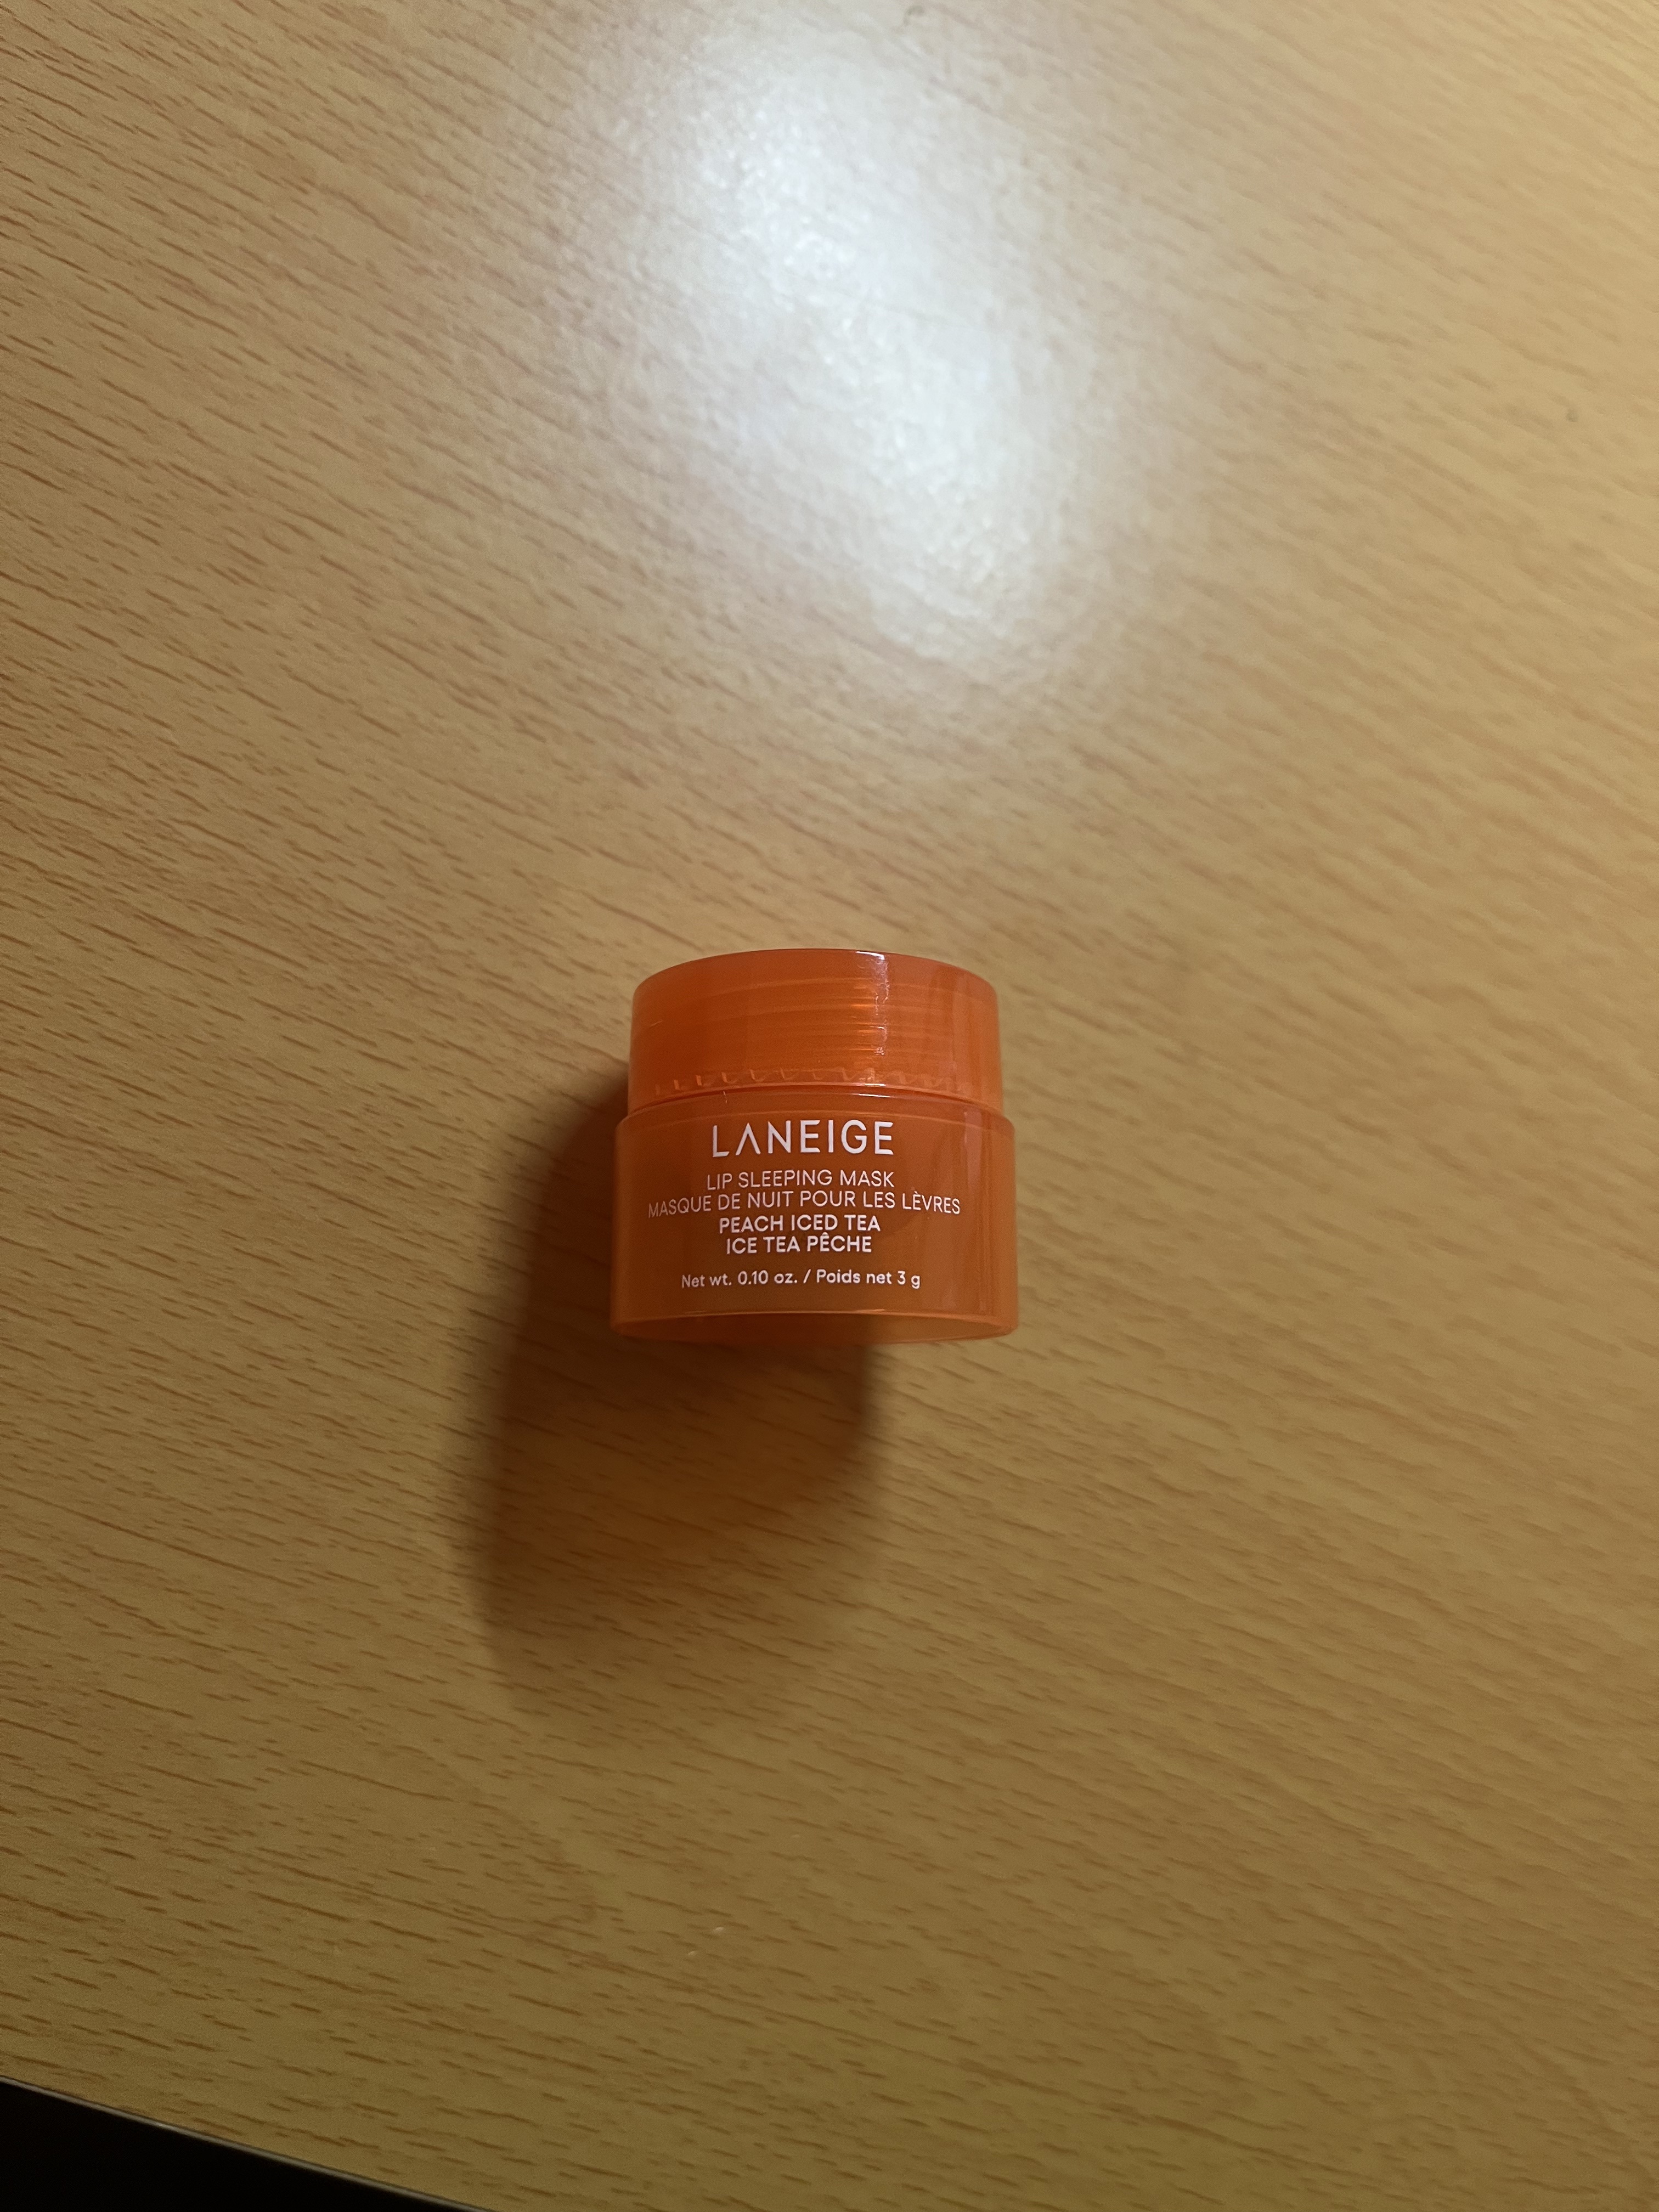 LANEIGE
LIP SLEEPING MASK
MASQUE DE NUIT POUR LES LÈVRES
PEACH ICED TEA
ICE TEA PÊCHE
Net wt. 0.10 oz. / Poids net 3 g